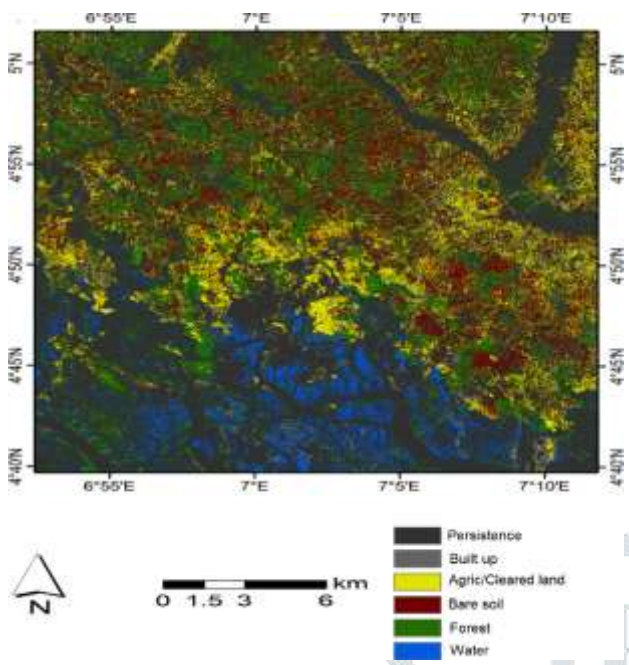 6°55'E 7°E 7°5'E 7°10'E
5°N 5°N
4°55'N 4°55'N
4°50'N 4°50'N
4°45'N 4°45'N
4°40'N 4°40'N
6°55'E 7°E 7°5'E 7°10'E
Persistence
Built up
Agric/Cleared land
Bare soil
Forest
Water
N
km
0 1.5 3 6